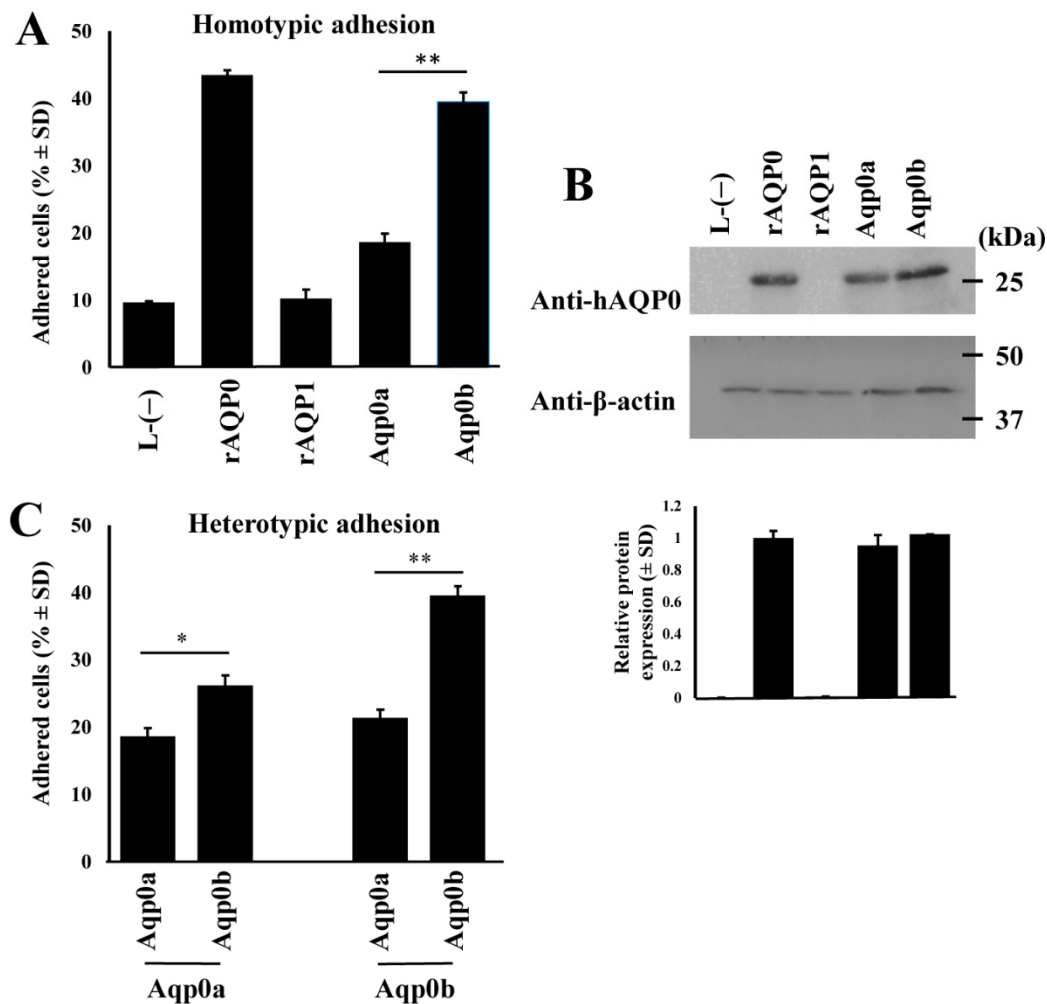 A
Homotypic adhesion
Adhered cells (% ± SD)
50
40
30
20
10
0
**
L-(–)
rAQP0
rAQP1
Aqp0a
Aqp0b
B
L-(–)
rAQP0
rAQP1
Aqp0a
Aqp0b
(kDa)
Anti-hAQP0
25
Anti-β-actin
50
37
Relative protein
expression (± SD)
1.2
1
0.8
0.6
0.4
0.2
0
C
Heterotypic adhesion
Adhered cells (% ± SD)
50
40
30
20
10
0
*
**
Aqp0a
Aqp0b
Aqp0a
Aqp0b
Aqp0a
Aqp0b